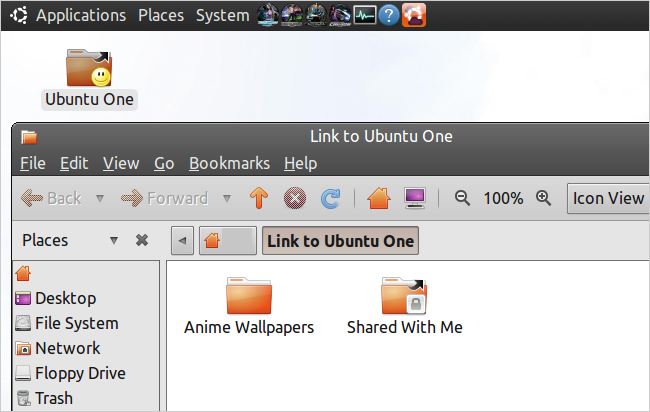 Applications Places System
Ubuntu One
Link to Ubuntu One
File Edit View Go Bookmarks Help
Back Forward 100% Icon View
Places Link to Ubuntu One
Desktop
File System
Network
Floppy Drive
Trash
Anime Wallpapers Shared With Me